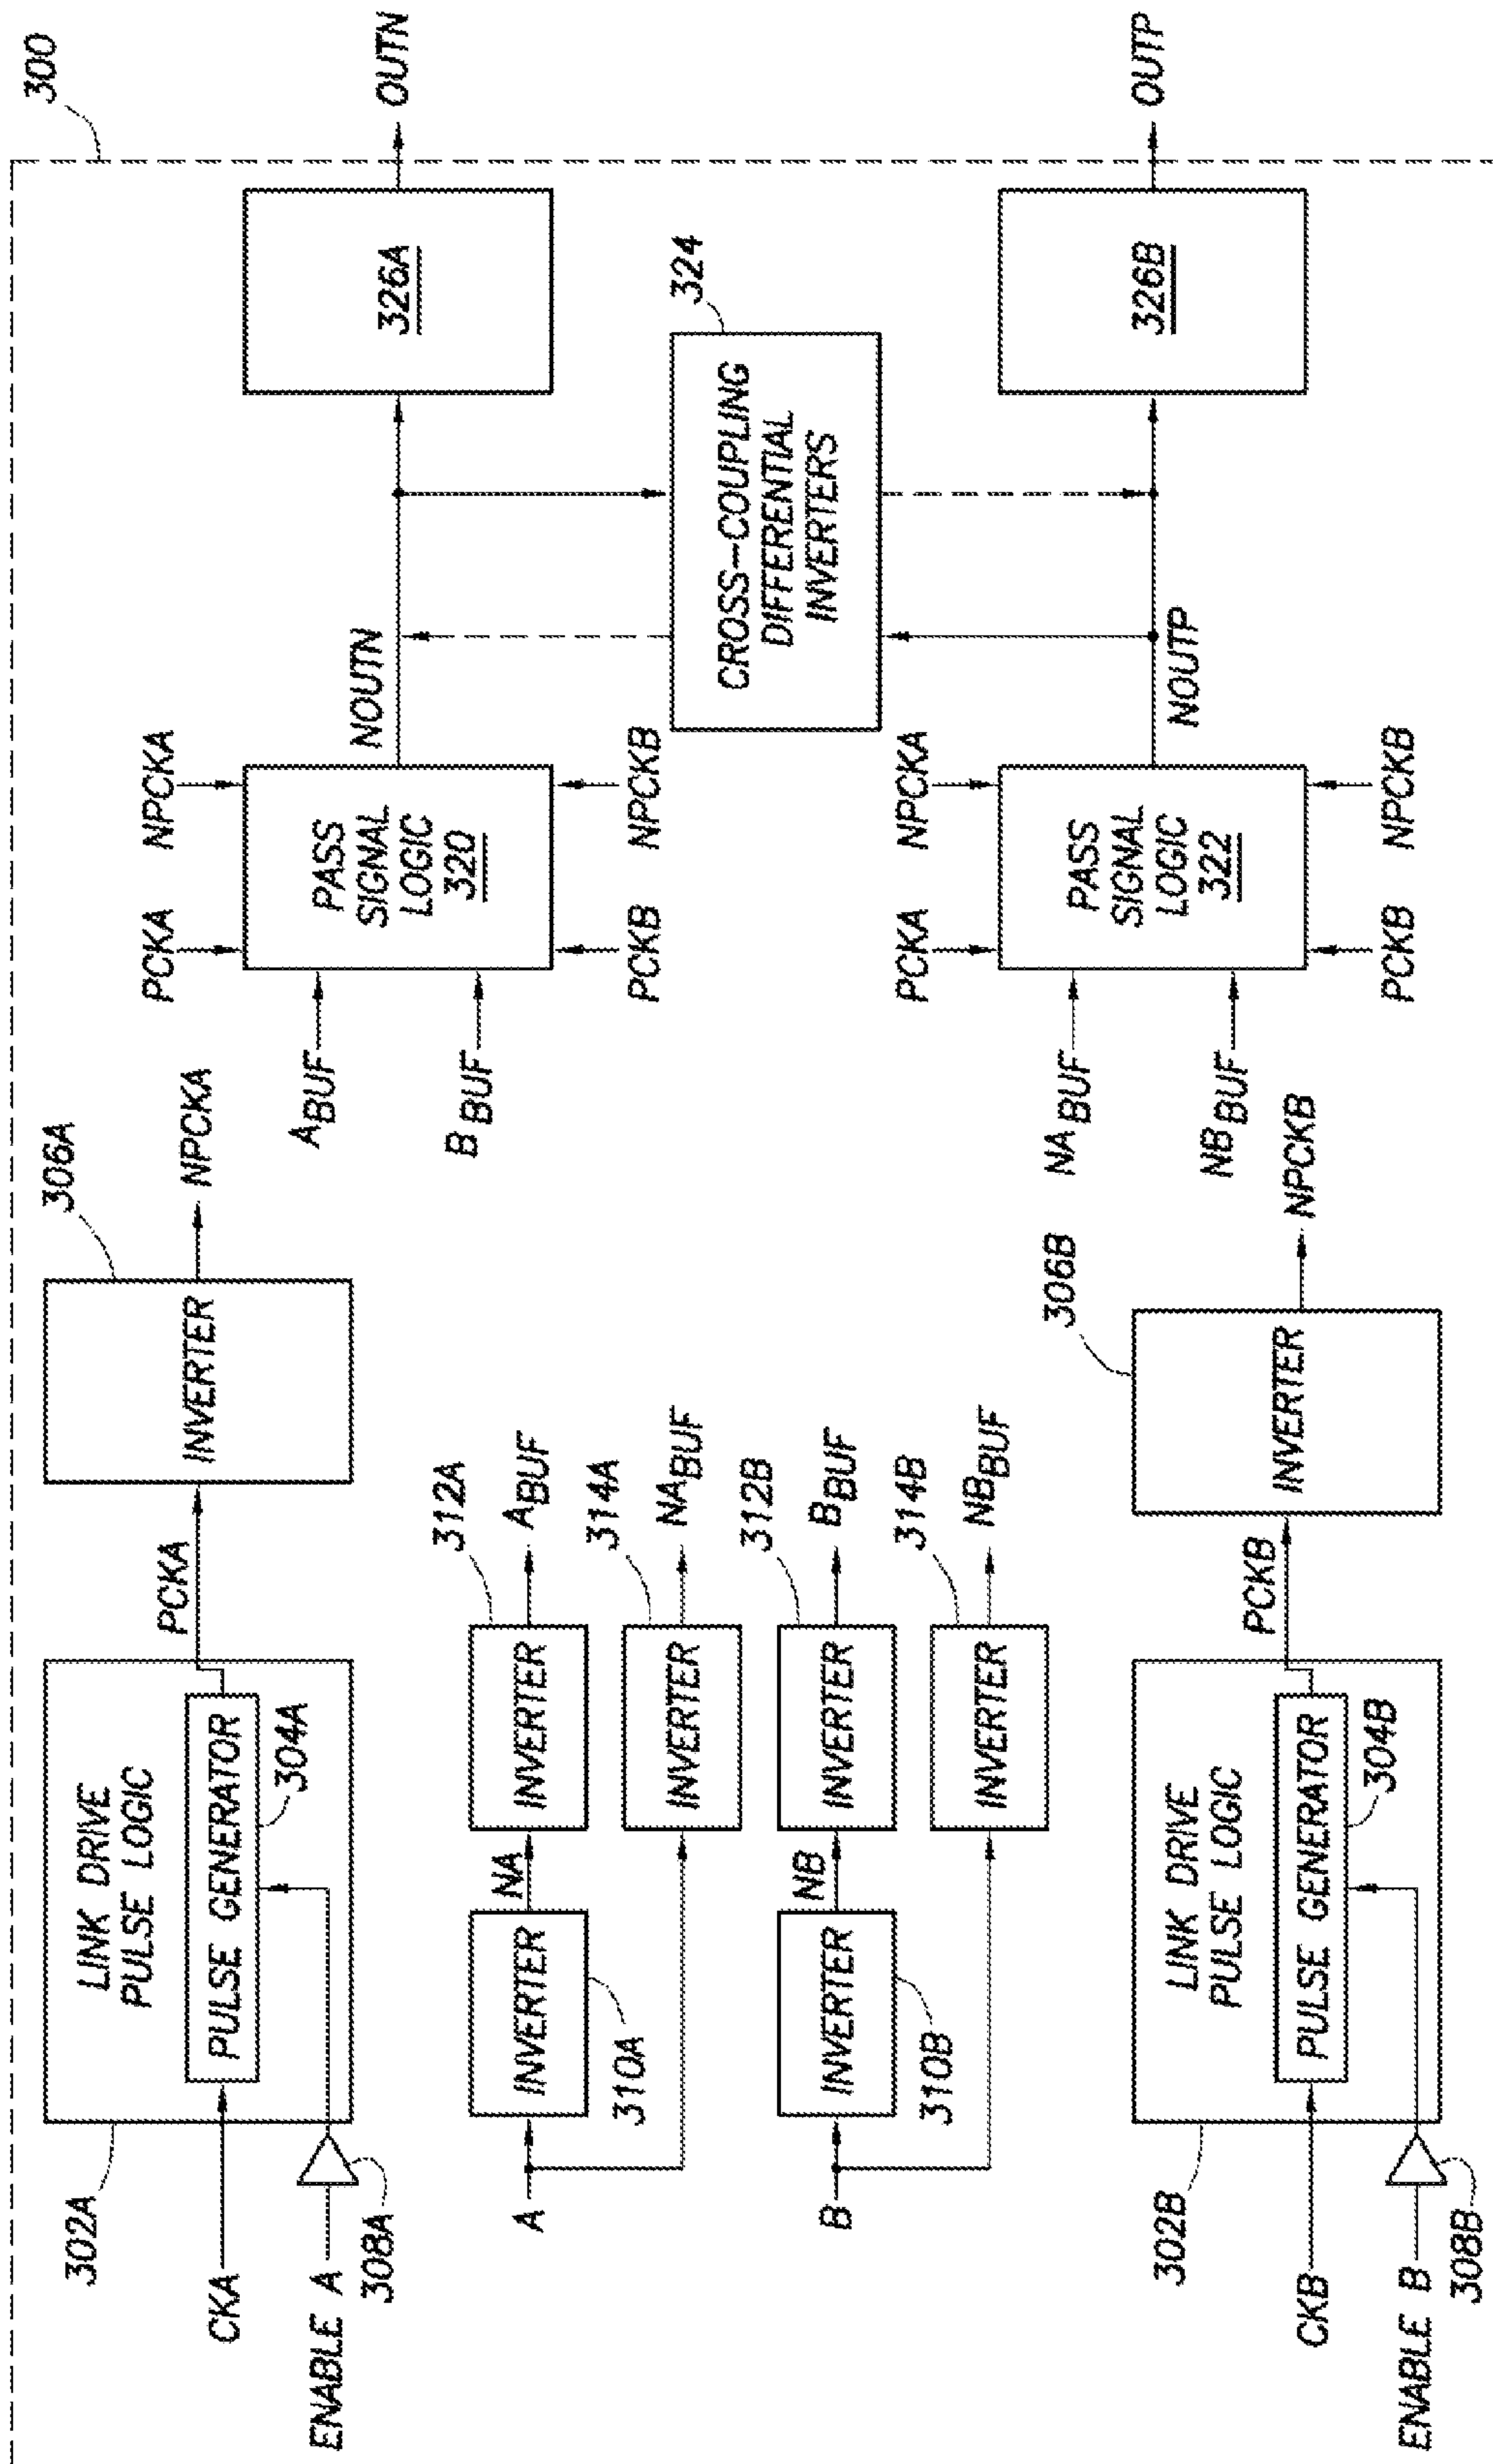 300
302A
LINK DRIVE
PULSE LOGIC
PULSE GENERATOR
304A
CKA
ENABLE A
308A
PCKA
306A
INVERTER
NPCKA
A
INVERTER
310A
NA
INVERTER
312A
ABUF
INVERTER
314A
NABUF
B
INVERTER
310B
NB
INVERTER
312B
BBUF
INVERTER
314B
NBBUF
302B
LINK DRIVE
PULSE LOGIC
PULSE GENERATOR
304B
CKB
ENABLE B
308B
PCKB
306B
INVERTER
NPCKB
PCKA
NPCKA
ABUF
BBUF
PASS
SIGNAL
LOGIC
320
PCKB
NPCKB
NOUTN
326A
OUTN
324
CROSS-COUPLING
DIFFERENTIAL
INVERTERS
PCKA
NPCKA
NABUF
NBBUF
PASS
SIGNAL
LOGIC
322
PCKB
NPCKB
NOUTP
326B
OUTP